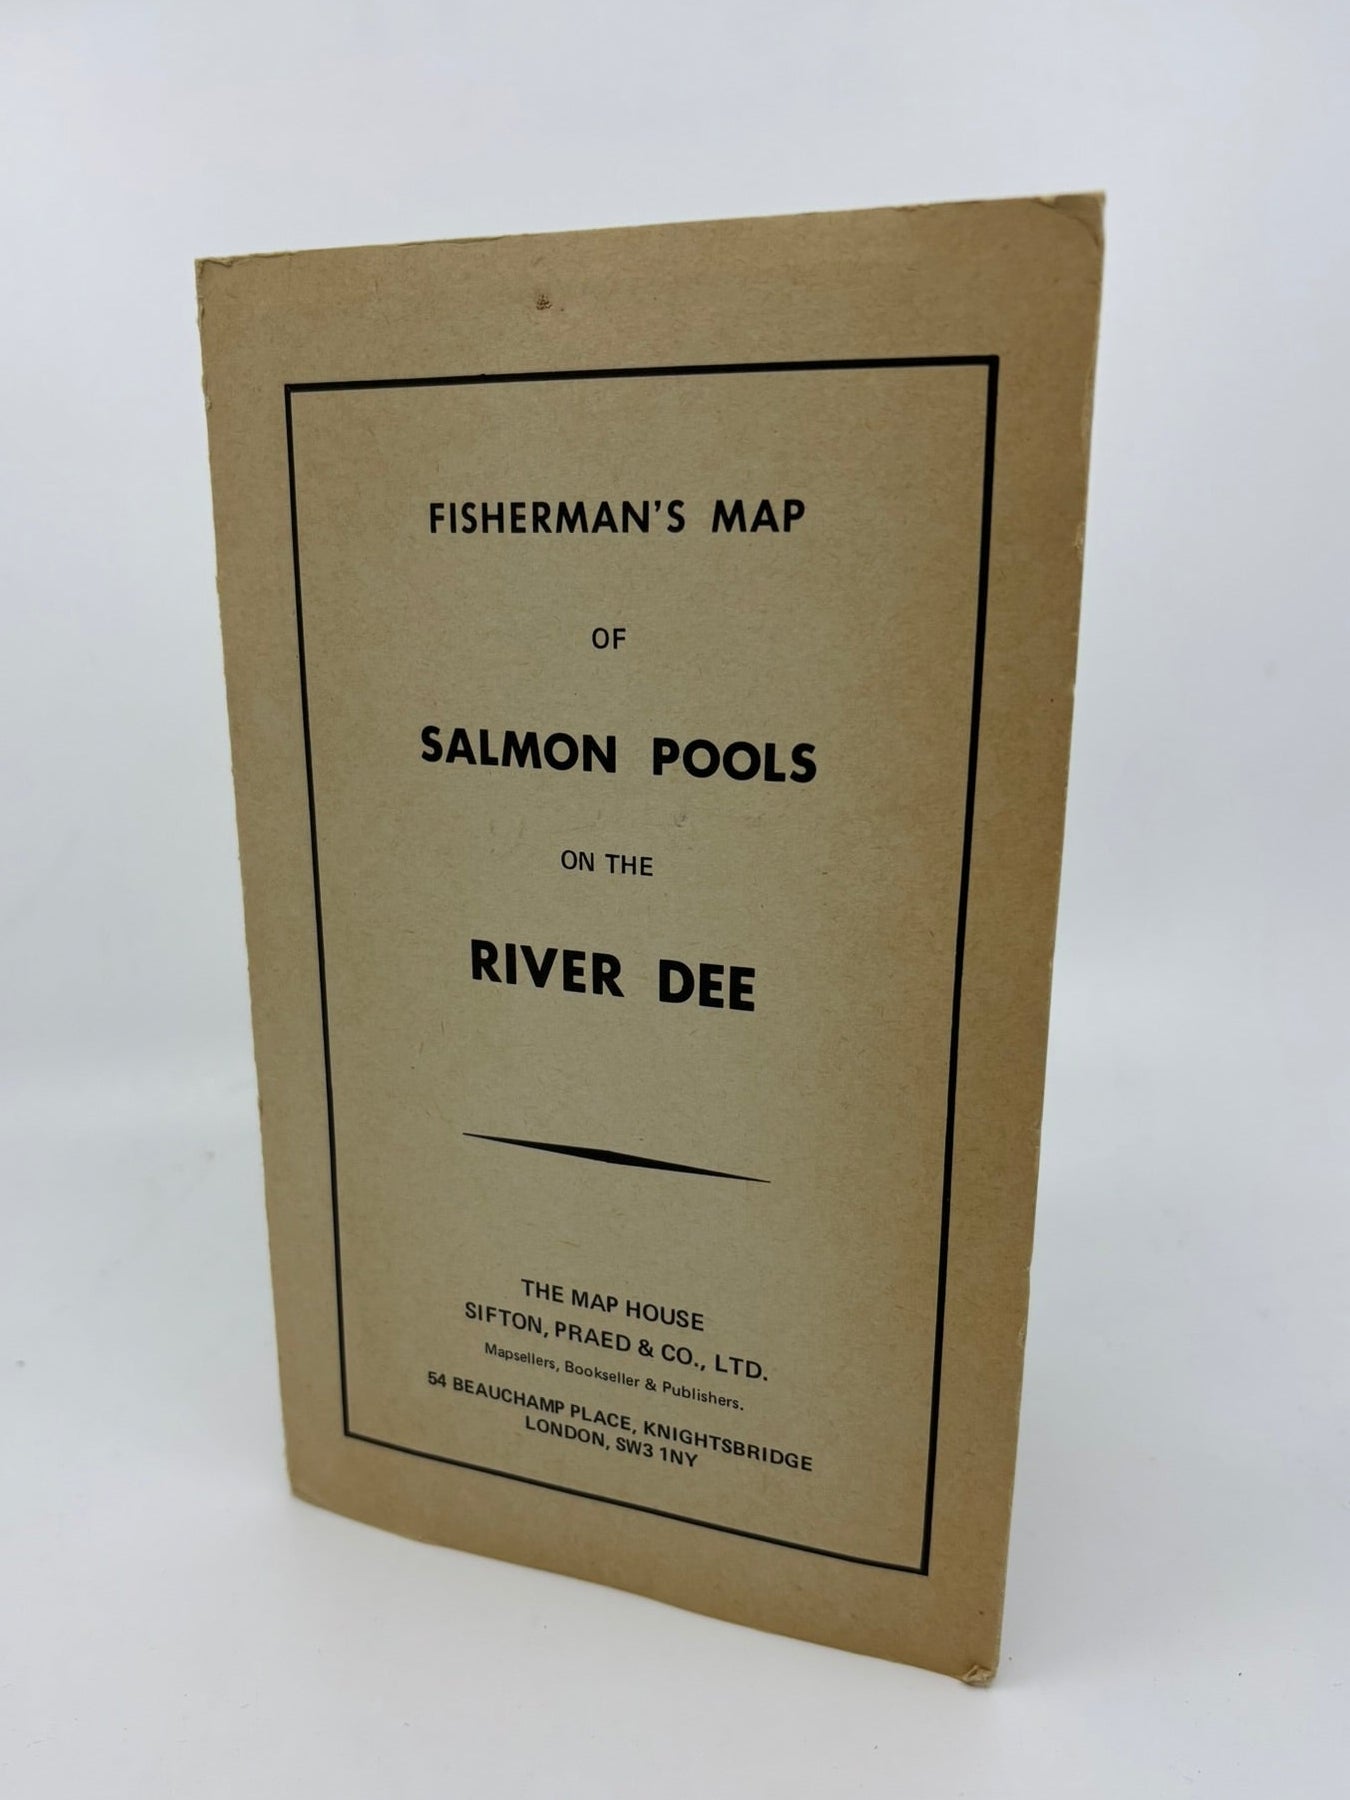 FISHERMAN'S MAP
OF
SALMON POOLS
ON THE
RIVER DEE
THE MAP HOUSE
SIFTON, PRAED & CO., LTD.
Mapsellers, Bookseller & Publishers.
54 BEAUCHAMP PLACE, KNIGHTSBRIDGE
LONDON, SW3 1NY